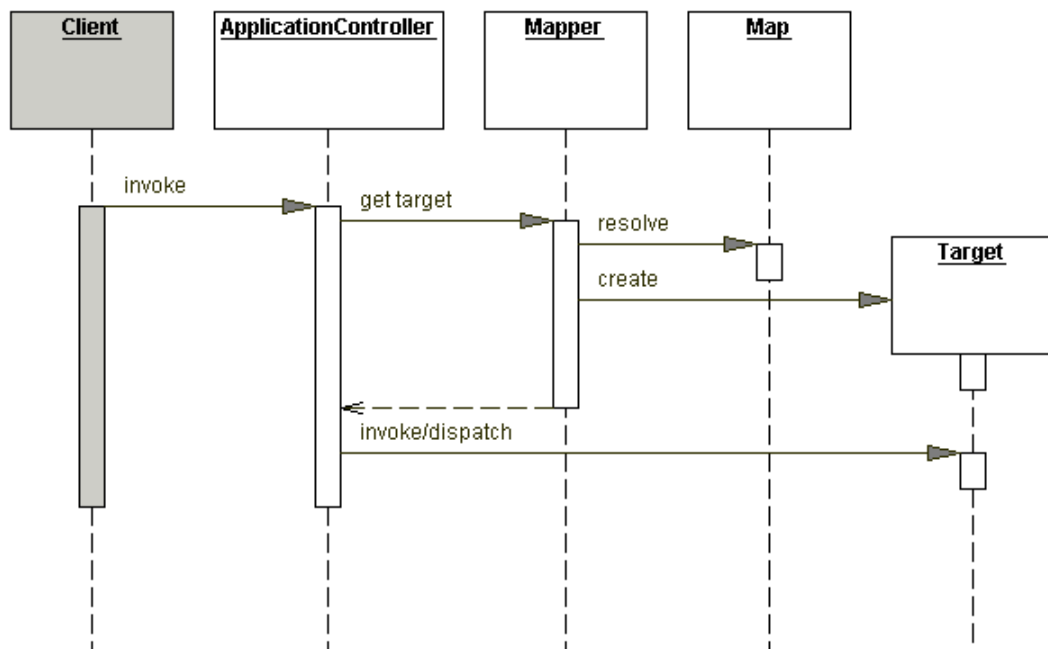 Client
ApplicationController
Mapper
Map
invoke
get target
resolve
Target
create
invoke/dispatch